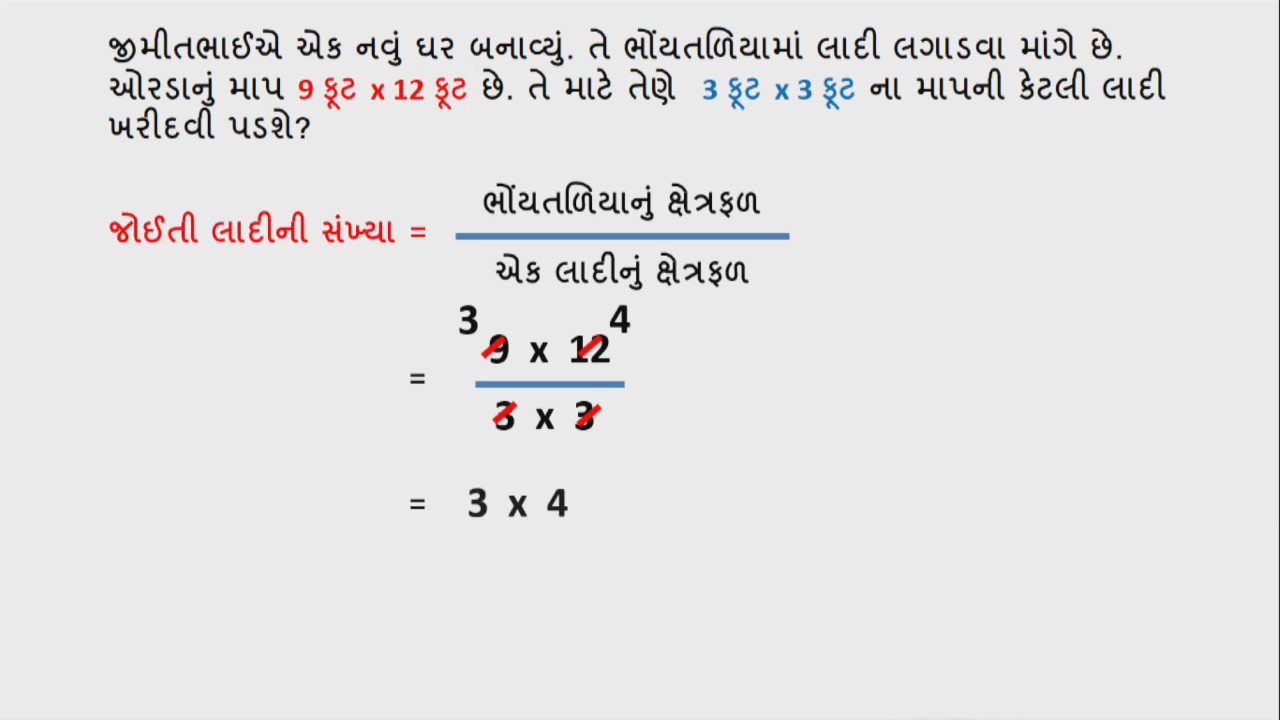 જીમીતભાઈએ એક નવું ઘર બનાવ્યું. તે ભોંયતળિયામાં લાદી લગાડવા માંગે છે.
ઓરડાનું માપ 9 ફૂટ x 12 ફૂટ છે. તે માટે તેણે 3 ફૂટ x 3 ફૂટ ના માપની કેટલી લાદી
ખરીદવી પડશે?
ભોંયતળિયાનું ક્ષેત્રફળ
જોઈતી લાદીની સંખ્યા =
એક લાદીનું ક્ષેત્રફળ
3 4
9 x 12
=
3 x 3
= 3 x 4